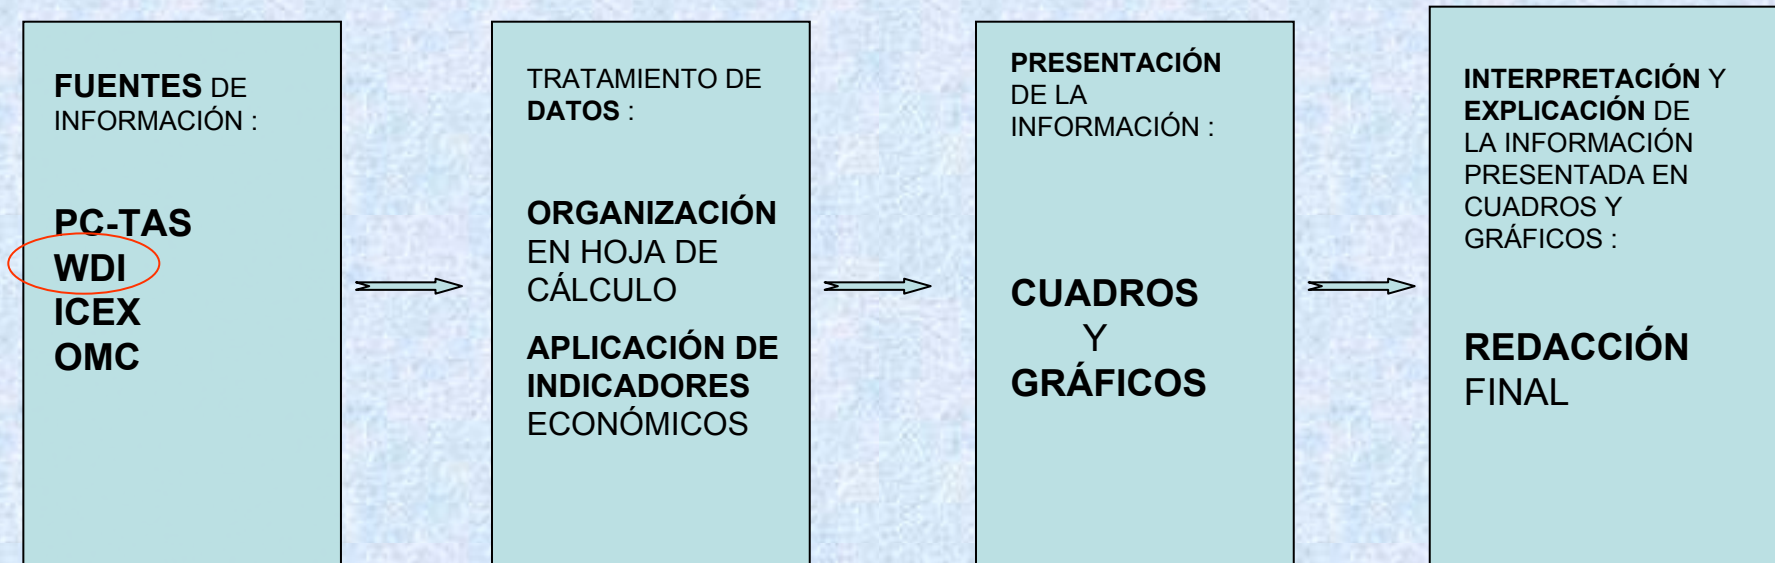 FUENTES DE
INFORMACIÓN :
PC-TAS
WDI
ICEX
OMC
TRATAMIENTO DE
DATOS :
ORGANIZACIÓN
EN HOJA DE
CÁLCULO
APLICACIÓN DE
INDICADORES
ECONÓMICOS
PRESENTACIÓN
DE LA
INFORMACIÓN :
CUADROS
Y
GRÁFICOS
INTERPRETACIÓN Y
EXPLICACIÓN DE
LA INFORMACIÓN
PRESENTADA EN
CUADROS Y
GRÁFICOS :
REDACCIÓN
FINAL